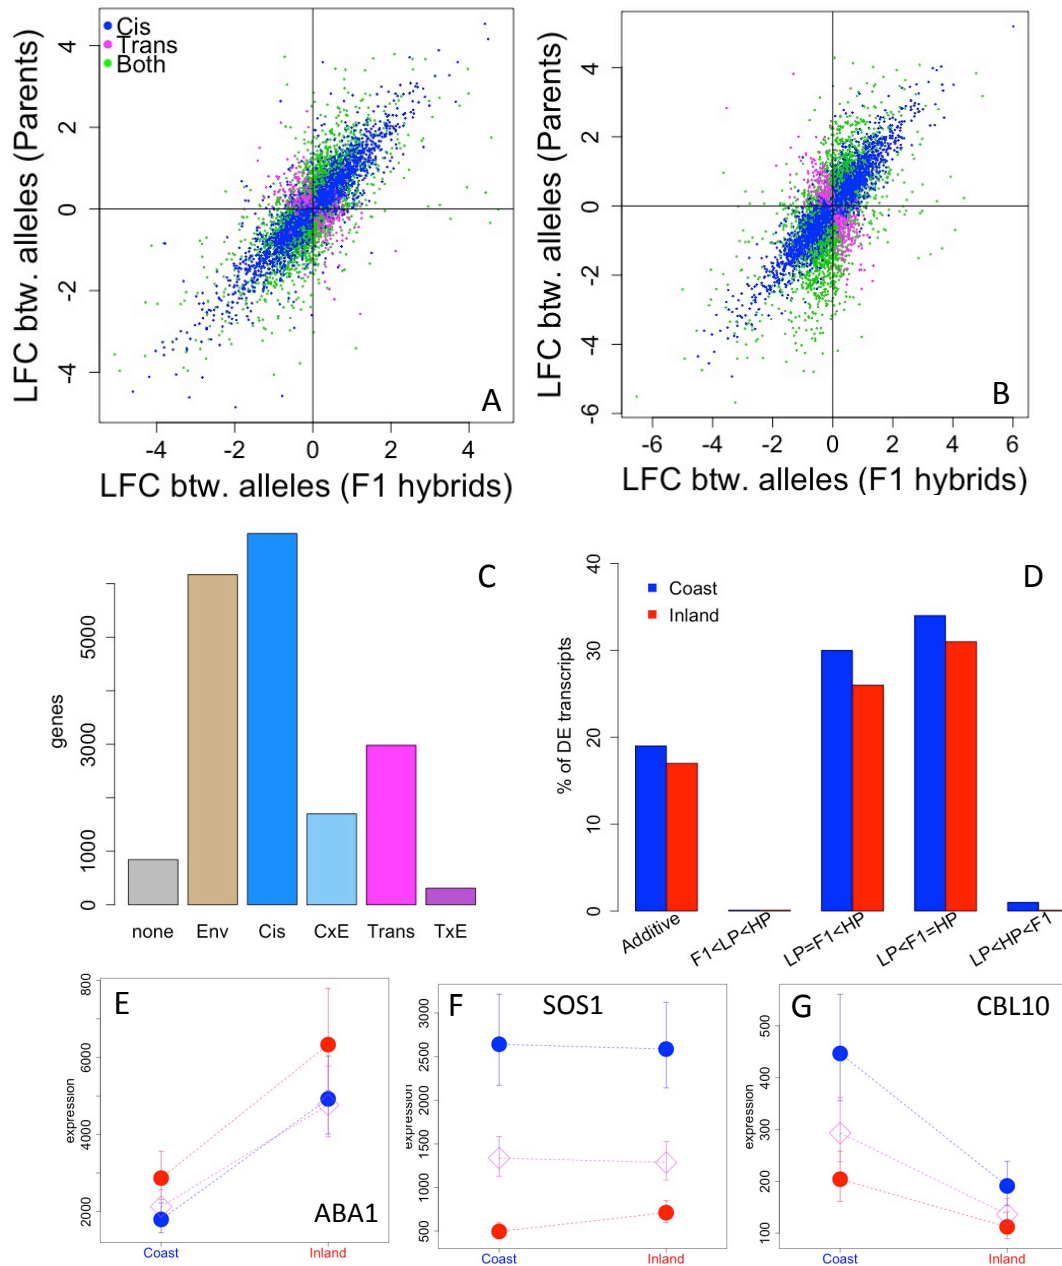 Cis
Trans
Both
4
2
0
-2
-4
LFC btw. alleles (Parents)
A
-4 -2 0 2 4
LFC btw. alleles (F1 hybrids)
4
2
0
-2
-4
-6
LFC btw. alleles (Parents)
B
-6 -4 -2 0 2 4 6
LFC btw. alleles (F1 hybrids)
C
5000
3000
1000
0
genes
none Env Cis CxE Trans TxE
D
Coast
Inland
40
30
20
10
0
% of DE transcripts
Additive F1<LP<HP LP=F1<HP LP<F1=HP LP<HP<F1
E
8000
6000
4000
2000
expression
ABA1
Coast Inland
F SOS1
3000
2500
2000
1500
1000
500
expression
Coast Inland
G CBL10
500
400
300
200
100
expression
Coast Inland